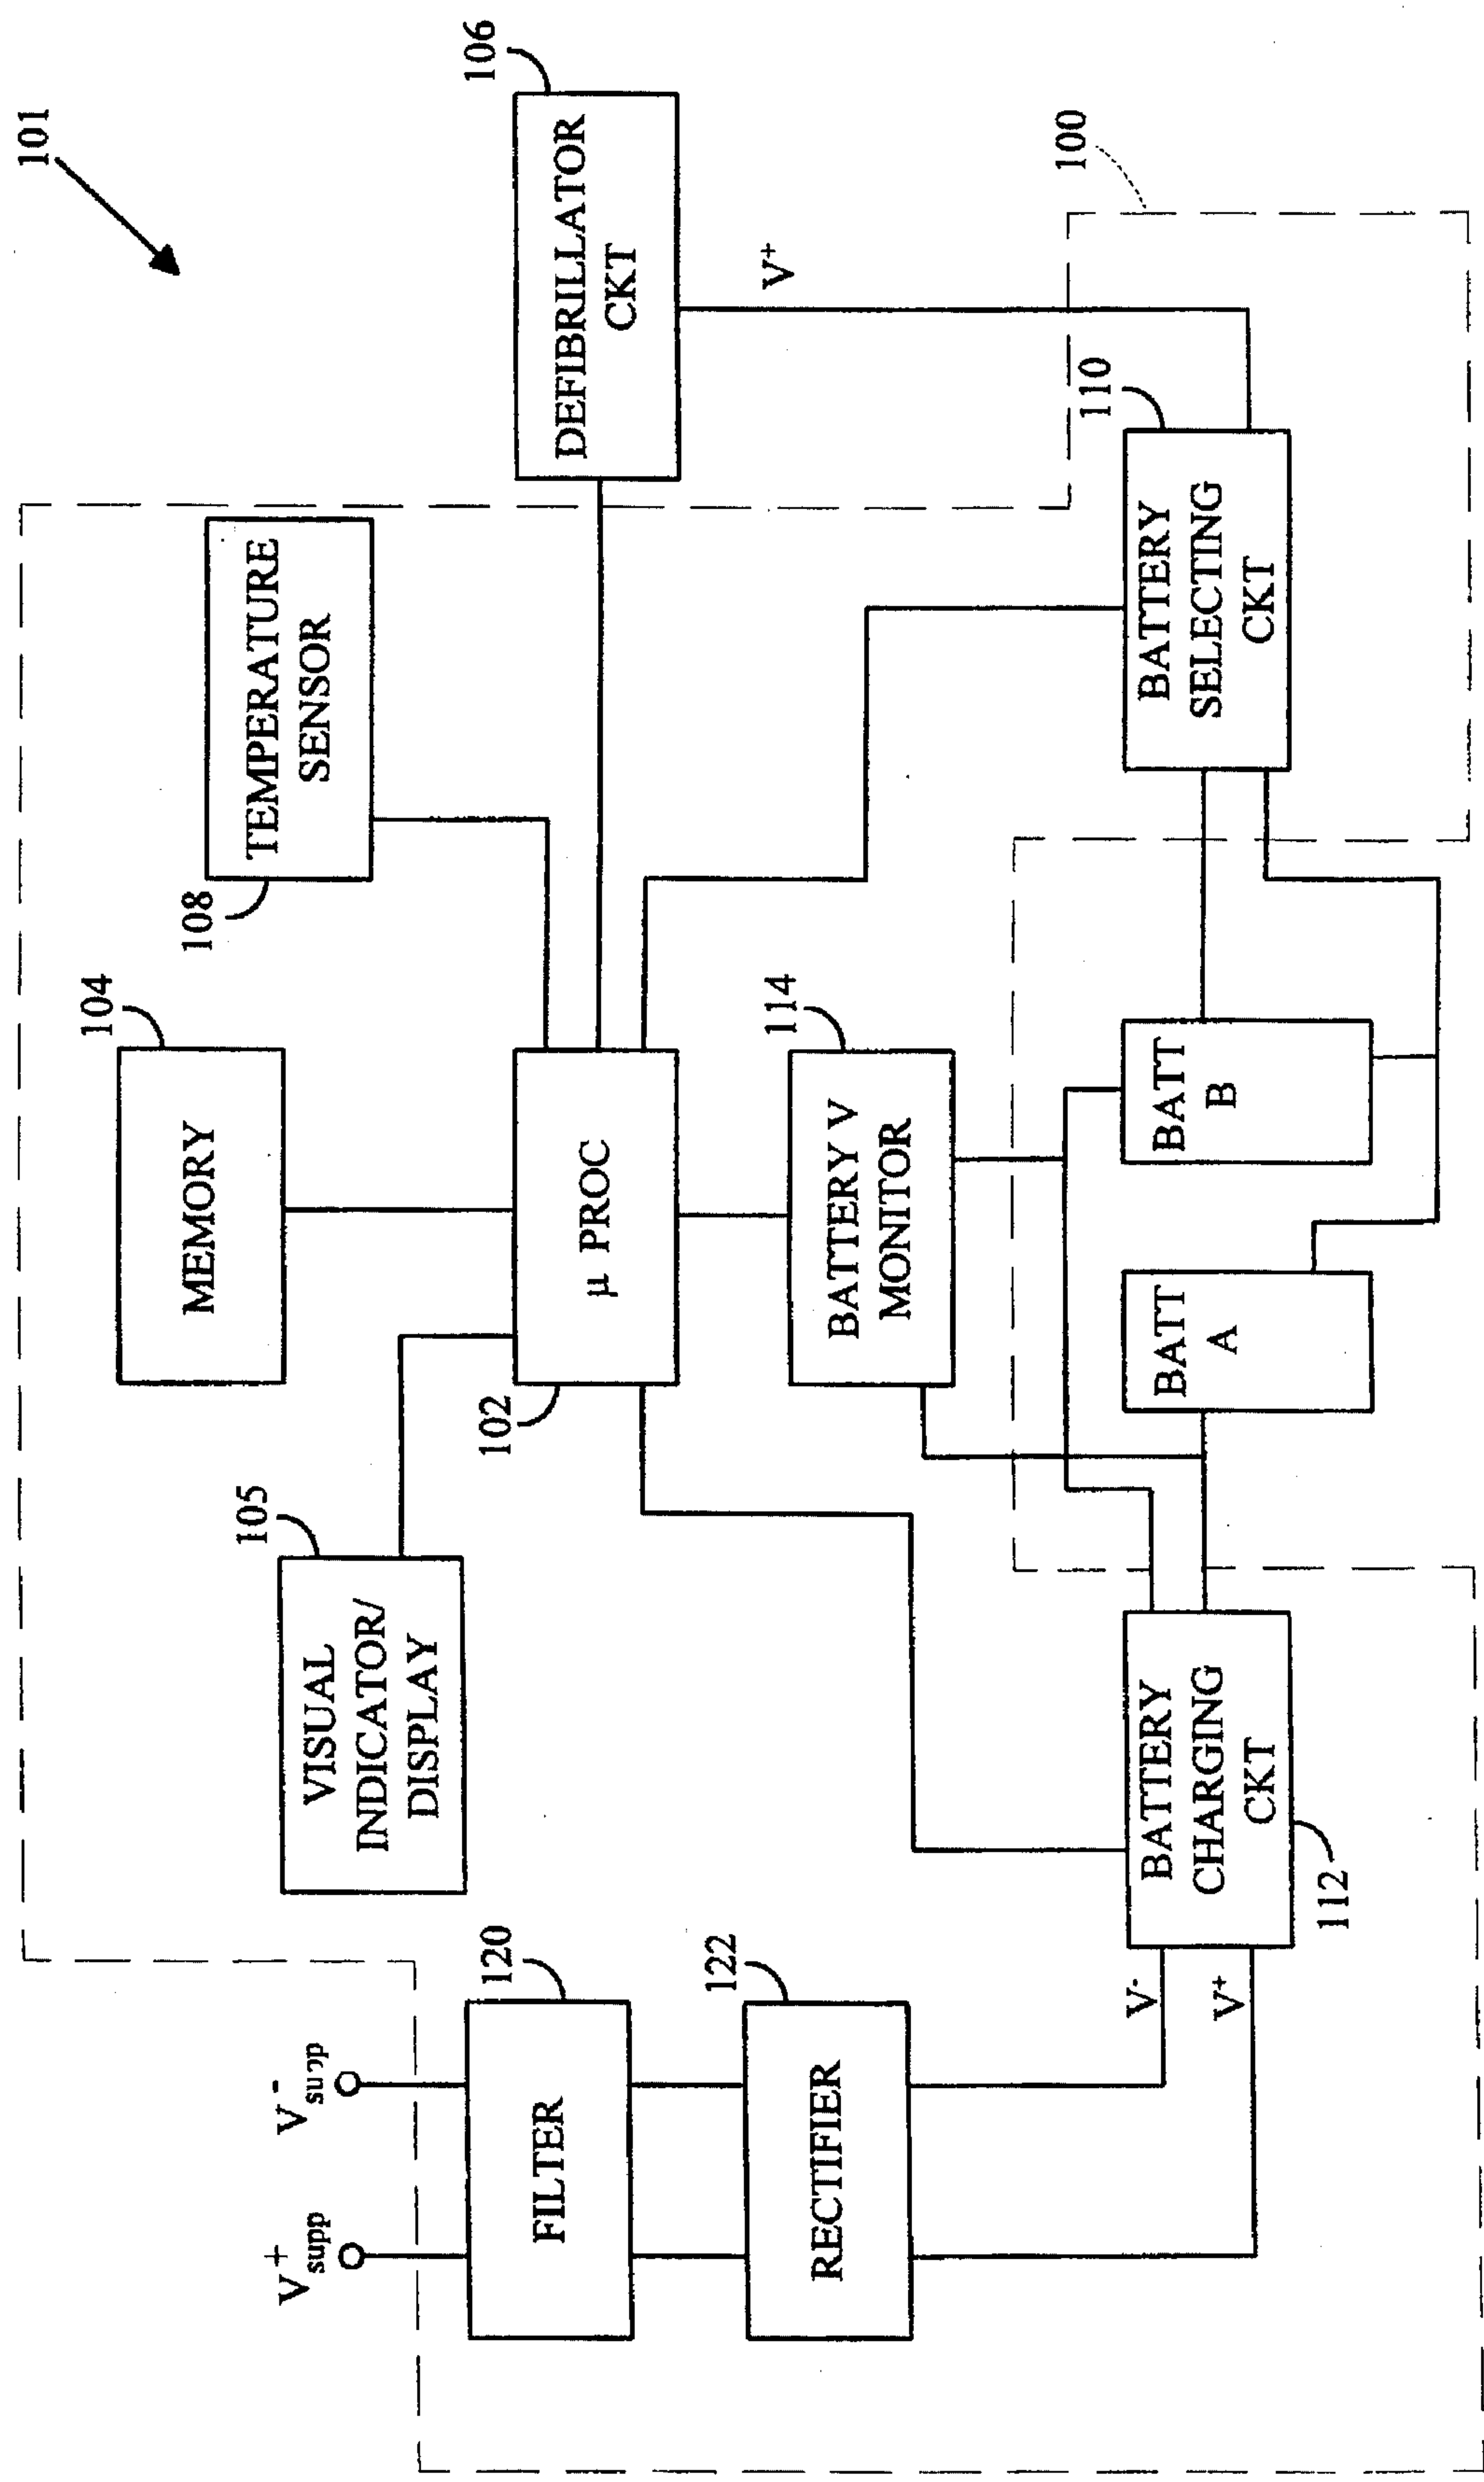 101
106
DEFIBRILLATOR
CKT
V+
100
TEMPERATURE
SENSOR
108
104
MEMORY
105
VISUAL
INDICATOR/
DISPLAY
μ PROC
102
114
BATTERY V
MONITOR
110
BATTERY
SELECTING
CKT
BATT
B
BATT
A
BATTERY
CHARGING
CKT
112
V-
V+
120
FILTER
122
RECTIFIER
V+
supp
V-
supp